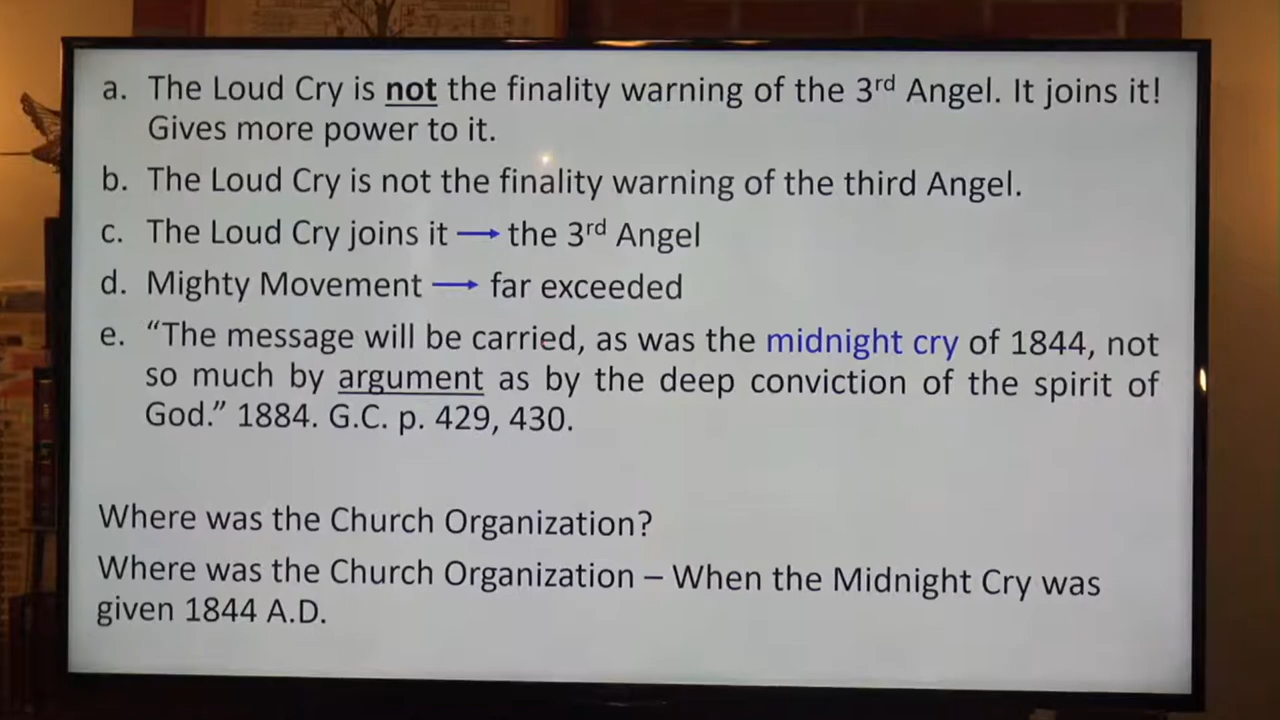 a. The Loud Cry is not the finality warning of the 3rd Angel. It joins it!
Gives more power to it.
b. The Loud Cry is not the finality warning of the third Angel.
c. The Loud Cry joins it → the 3rd Angel
d. Mighty Movement → far exceeded
e. “The message will be carried, as was the midnight cry of 1844, not
so much by argument as by the deep conviction of the spirit of
God.” 1884. G.C. p. 429, 430.
Where was the Church Organization?
Where was the Church Organization – When the Midnight Cry was
given 1844 A.D.